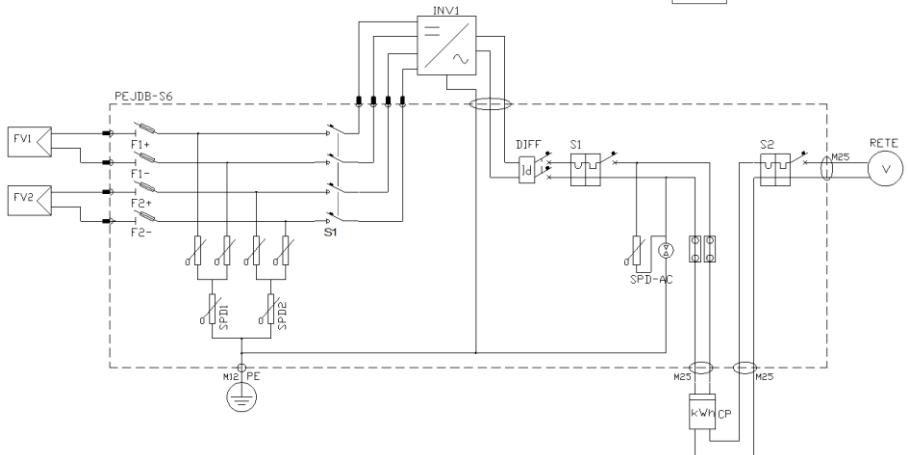 INV1
PEJDB-S6
FV1
F1+
F1-
FV2
F2+
F2-
S1
DIFF
Id
S1
S2
M25
RETE
V
SPD1
SPD2
SPD-AC
M12
PE
M25
M25
kWh
CP